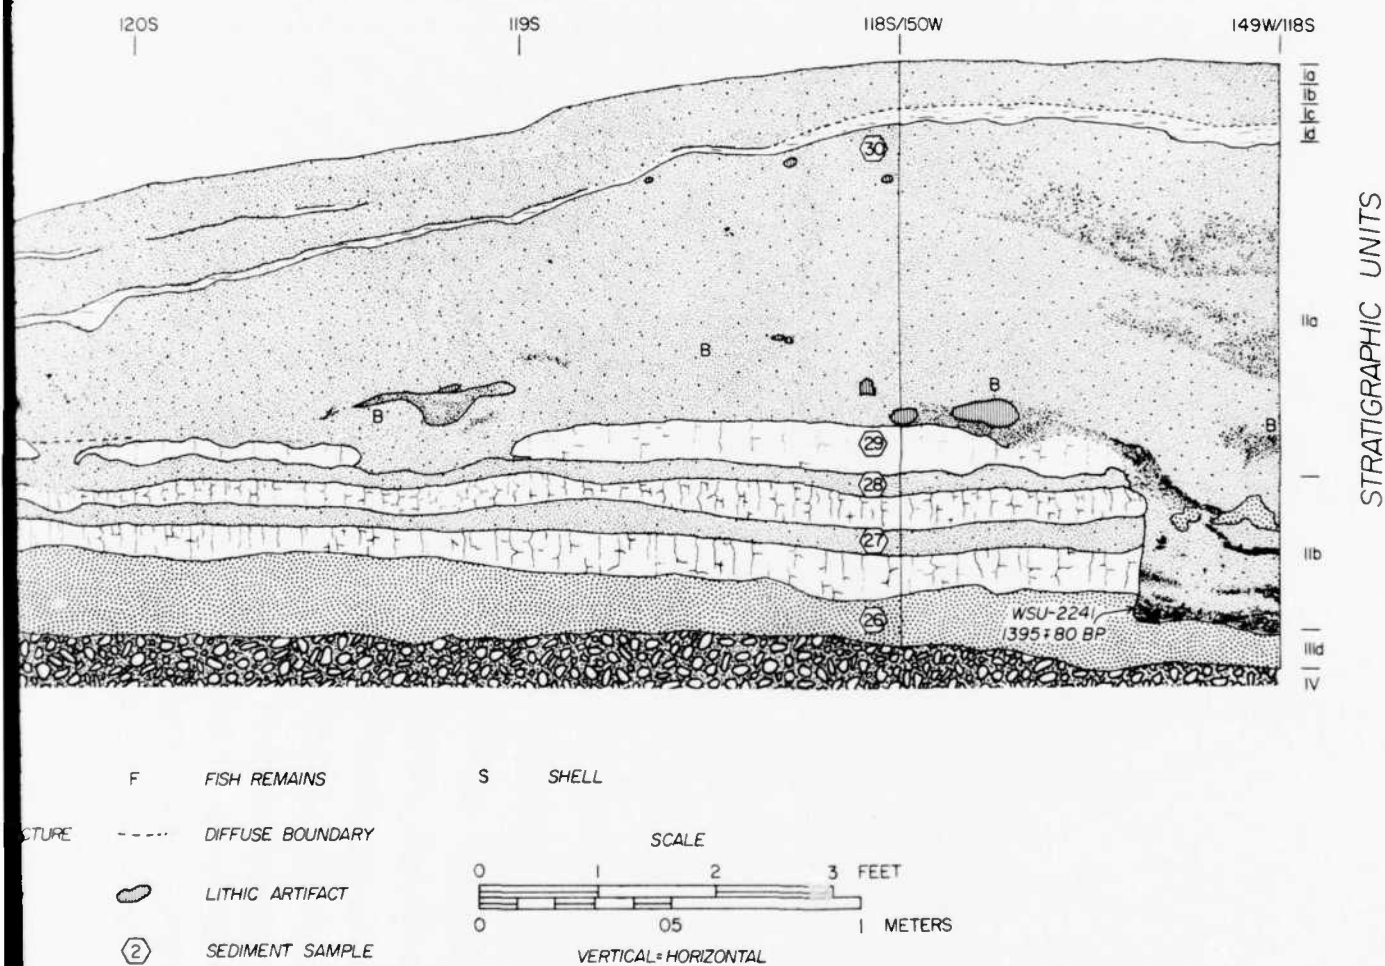 120S 119S 118S/150W 149W/118S
Ia
Ib
Ic
Id
30
IIa
STRATIGRAPHIC UNITS
B
B
B
B
29
28
27
IIb
WSU-2241
1395∓80 BP
26
IIId
IV
F FISH REMAINS S SHELL
CTURE ----- DIFFUSE BOUNDARY
SCALE
0 1 2 3 FEET
LITHIC ARTIFACT
0 05 1 METERS
2 SEDIMENT SAMPLE
VERTICAL=HORIZONTAL